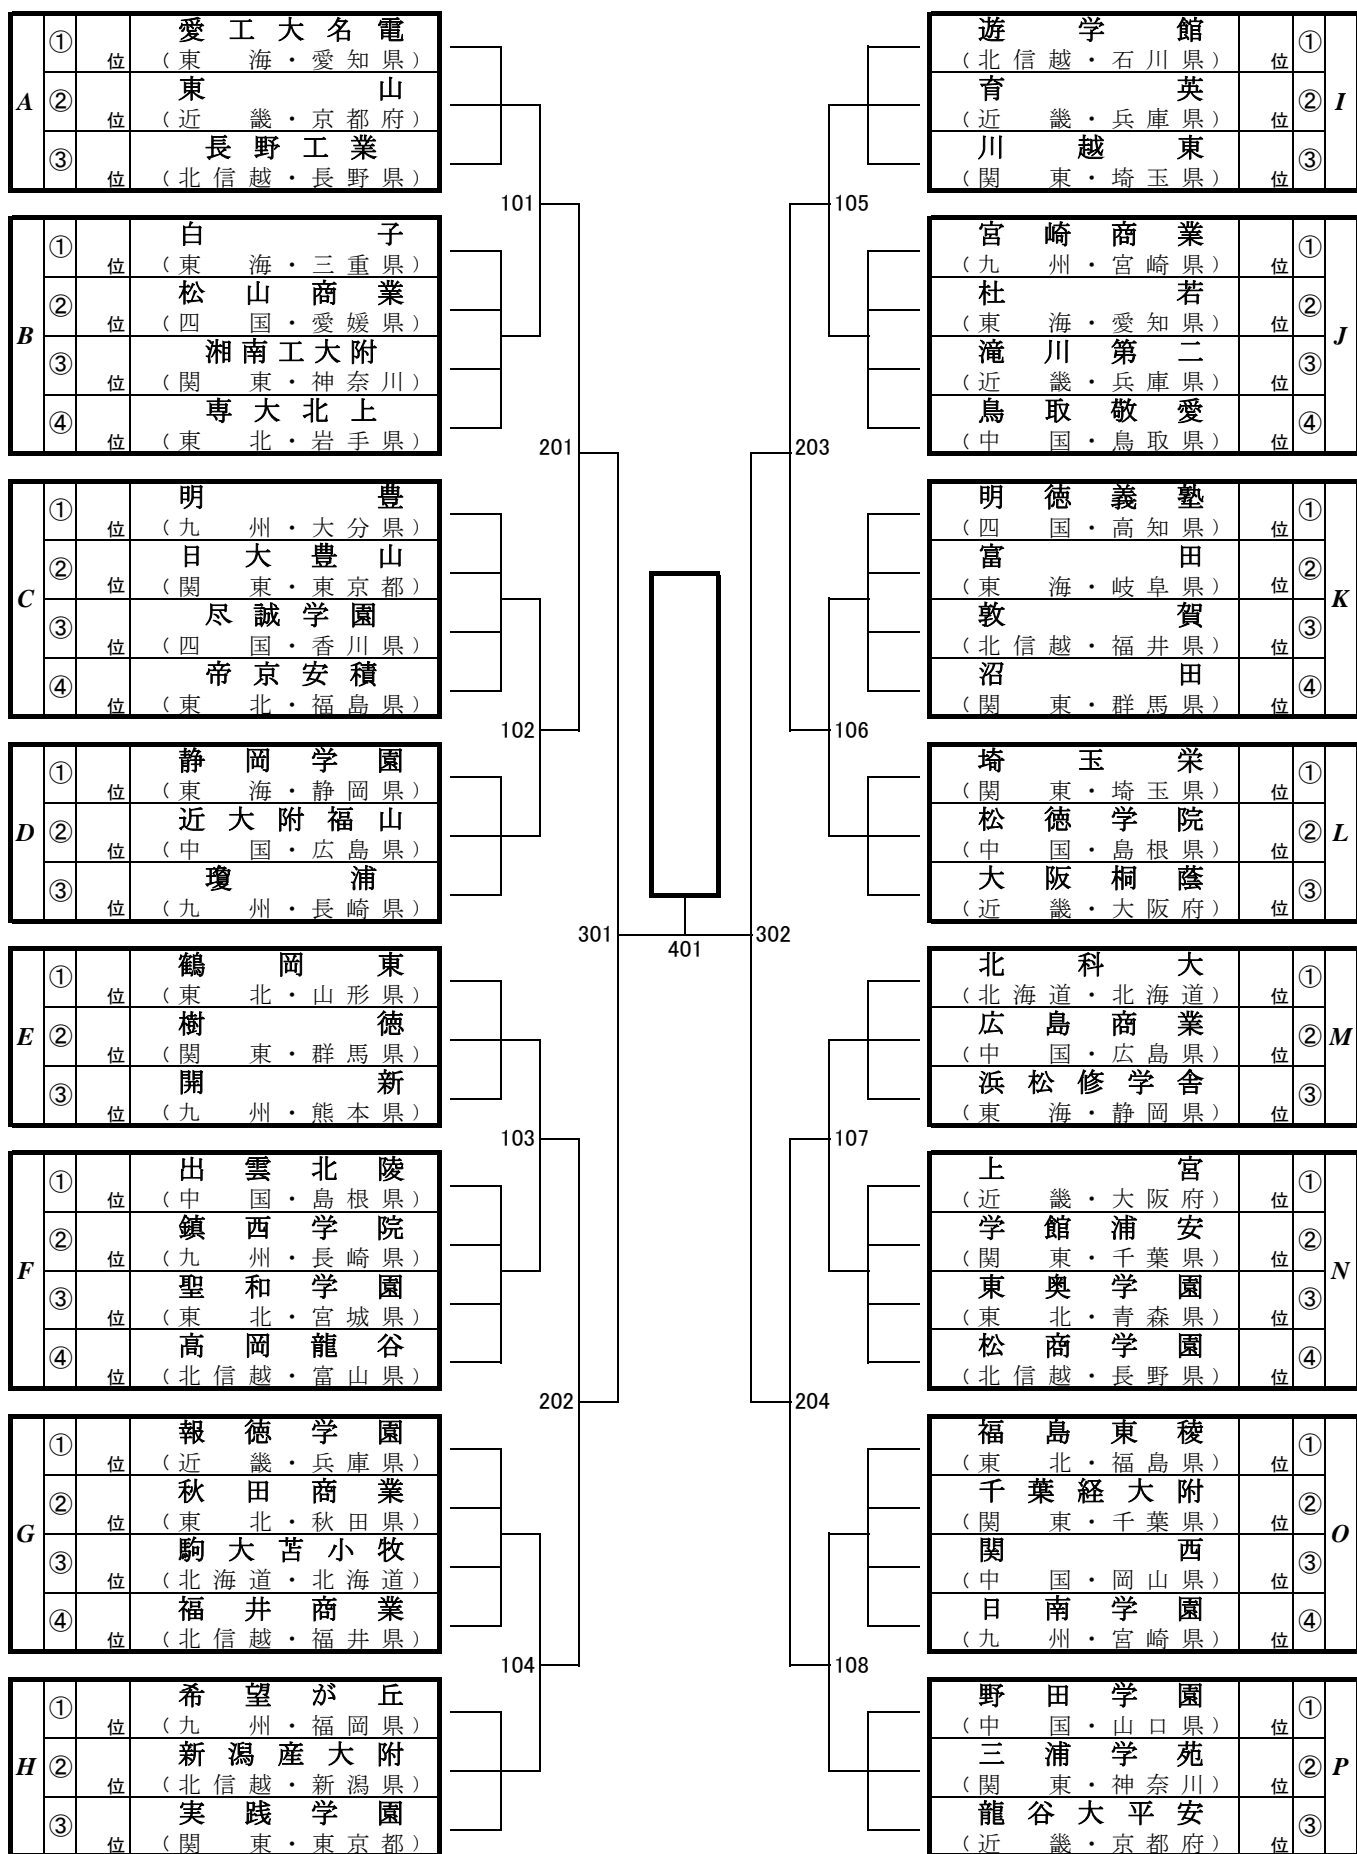 A
① 位 愛工大名電
（東海・愛知県）
② 位 東山
（近畿・京都府）
③ 位 長野工業
（北信越・長野県）
101
B
① 位 白子
（東海・三重県）
② 位 松山商業
（四国・愛媛県）
③ 位 湘南工大附
（関東・神奈川）
④ 位 専大北上
（東北・岩手県）
201
C
① 位 明豊
（九州・大分県）
② 位 日大豊山
（関東・東京都）
③ 位 尽誠学園
（四国・香川県）
④ 位 帝京安積
（東北・福島県）
102
D
① 位 静岡学園
（東海・静岡県）
② 位 近大附福山
（中国・広島県）
③ 位 瓊浦
（九州・長崎県）
301
E
① 位 鶴岡東
（東北・山形県）
② 位 樹徳
（関東・群馬県）
③ 位 開新
（九州・熊本県）
103
F
① 位 出雲北陵
（中国・島根県）
② 位 鎮西学院
（九州・長崎県）
③ 位 聖和学園
（東北・宮城県）
④ 位 高岡龍谷
（北信越・富山県）
202
G
① 位 報徳学園
（近畿・兵庫県）
② 位 秋田商業
（東北・秋田県）
③ 位 駒大苫小牧
（北海道・北海道）
④ 位 福井商業
（北信越・福井県）
104
H
① 位 希望が丘
（九州・福岡県）
② 位 新潟産大附
（北信越・新潟県）
③ 位 実践学園
（関東・東京都）
401
遊学館 位 ①
（北信越・石川県）
育英 位 ②
（近畿・兵庫県）
川越東 位 ③
（関東・埼玉県）
I
105
宮崎商業 位 ①
（九州・宮崎県）
杜若 位 ②
（東海・愛知県）
滝川第二 位 ③
（近畿・兵庫県）
鳥取敬愛 位 ④
（中国・鳥取県）
J
203
明徳義塾 位 ①
（四国・高知県）
富田 位 ②
（東海・岐阜県）
敦賀 位 ③
（北信越・福井県）
沼田 位 ④
（関東・群馬県）
K
106
埼玉栄 位 ①
（関東・埼玉県）
松徳学院 位 ②
（中国・島根県）
大阪桐蔭 位 ③
（近畿・大阪府）
L
302
北科大 位 ①
（北海道・北海道）
広島商業 位 ②
（中国・広島県）
浜松修学舎 位 ③
（東海・静岡県）
M
107
上宮 位 ①
（近畿・大阪府）
学館浦安 位 ②
（関東・千葉県）
東奥学園 位 ③
（東北・青森県）
松商学園 位 ④
（北信越・長野県）
N
204
福島東稜 位 ①
（東北・福島県）
千葉経大附 位 ②
（関東・千葉県）
関西 位 ③
（中国・岡山県）
日南学園 位 ④
（九州・宮崎県）
O
108
野田学園 位 ①
（中国・山口県）
三浦学苑 位 ②
（関東・神奈川）
龍谷大平安 位 ③
（近畿・京都府）
P